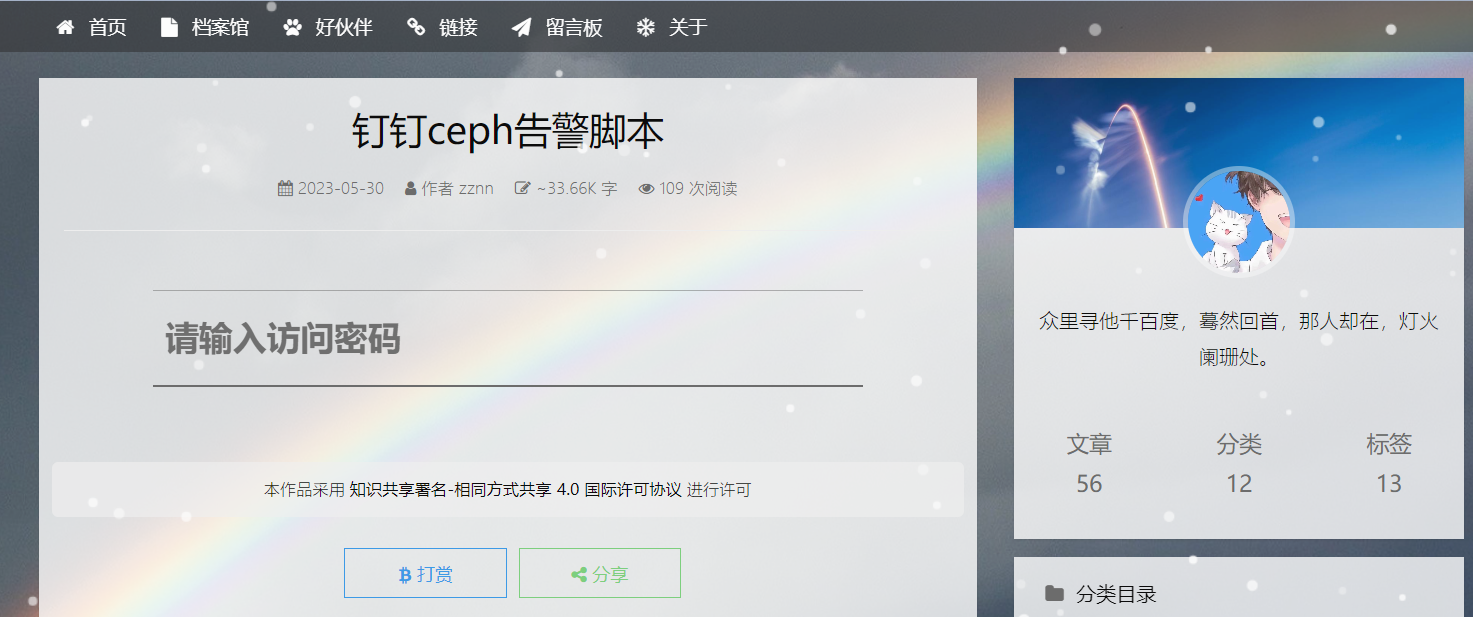 首页 档案馆 好伙伴 链接 留言板 关于
钉钉ceph告警脚本
2023-05-30 作者 zznn ~33.66K 字 109 次阅读
请输入访问密码
本作品采用 知识共享署名-相同方式共享 4.0 国际许可协议 进行许可
打赏 分享
众里寻他千百度，蓦然回首，那人却在，灯火
阑珊处。
文章 分类 标签
56 12 13
分类目录